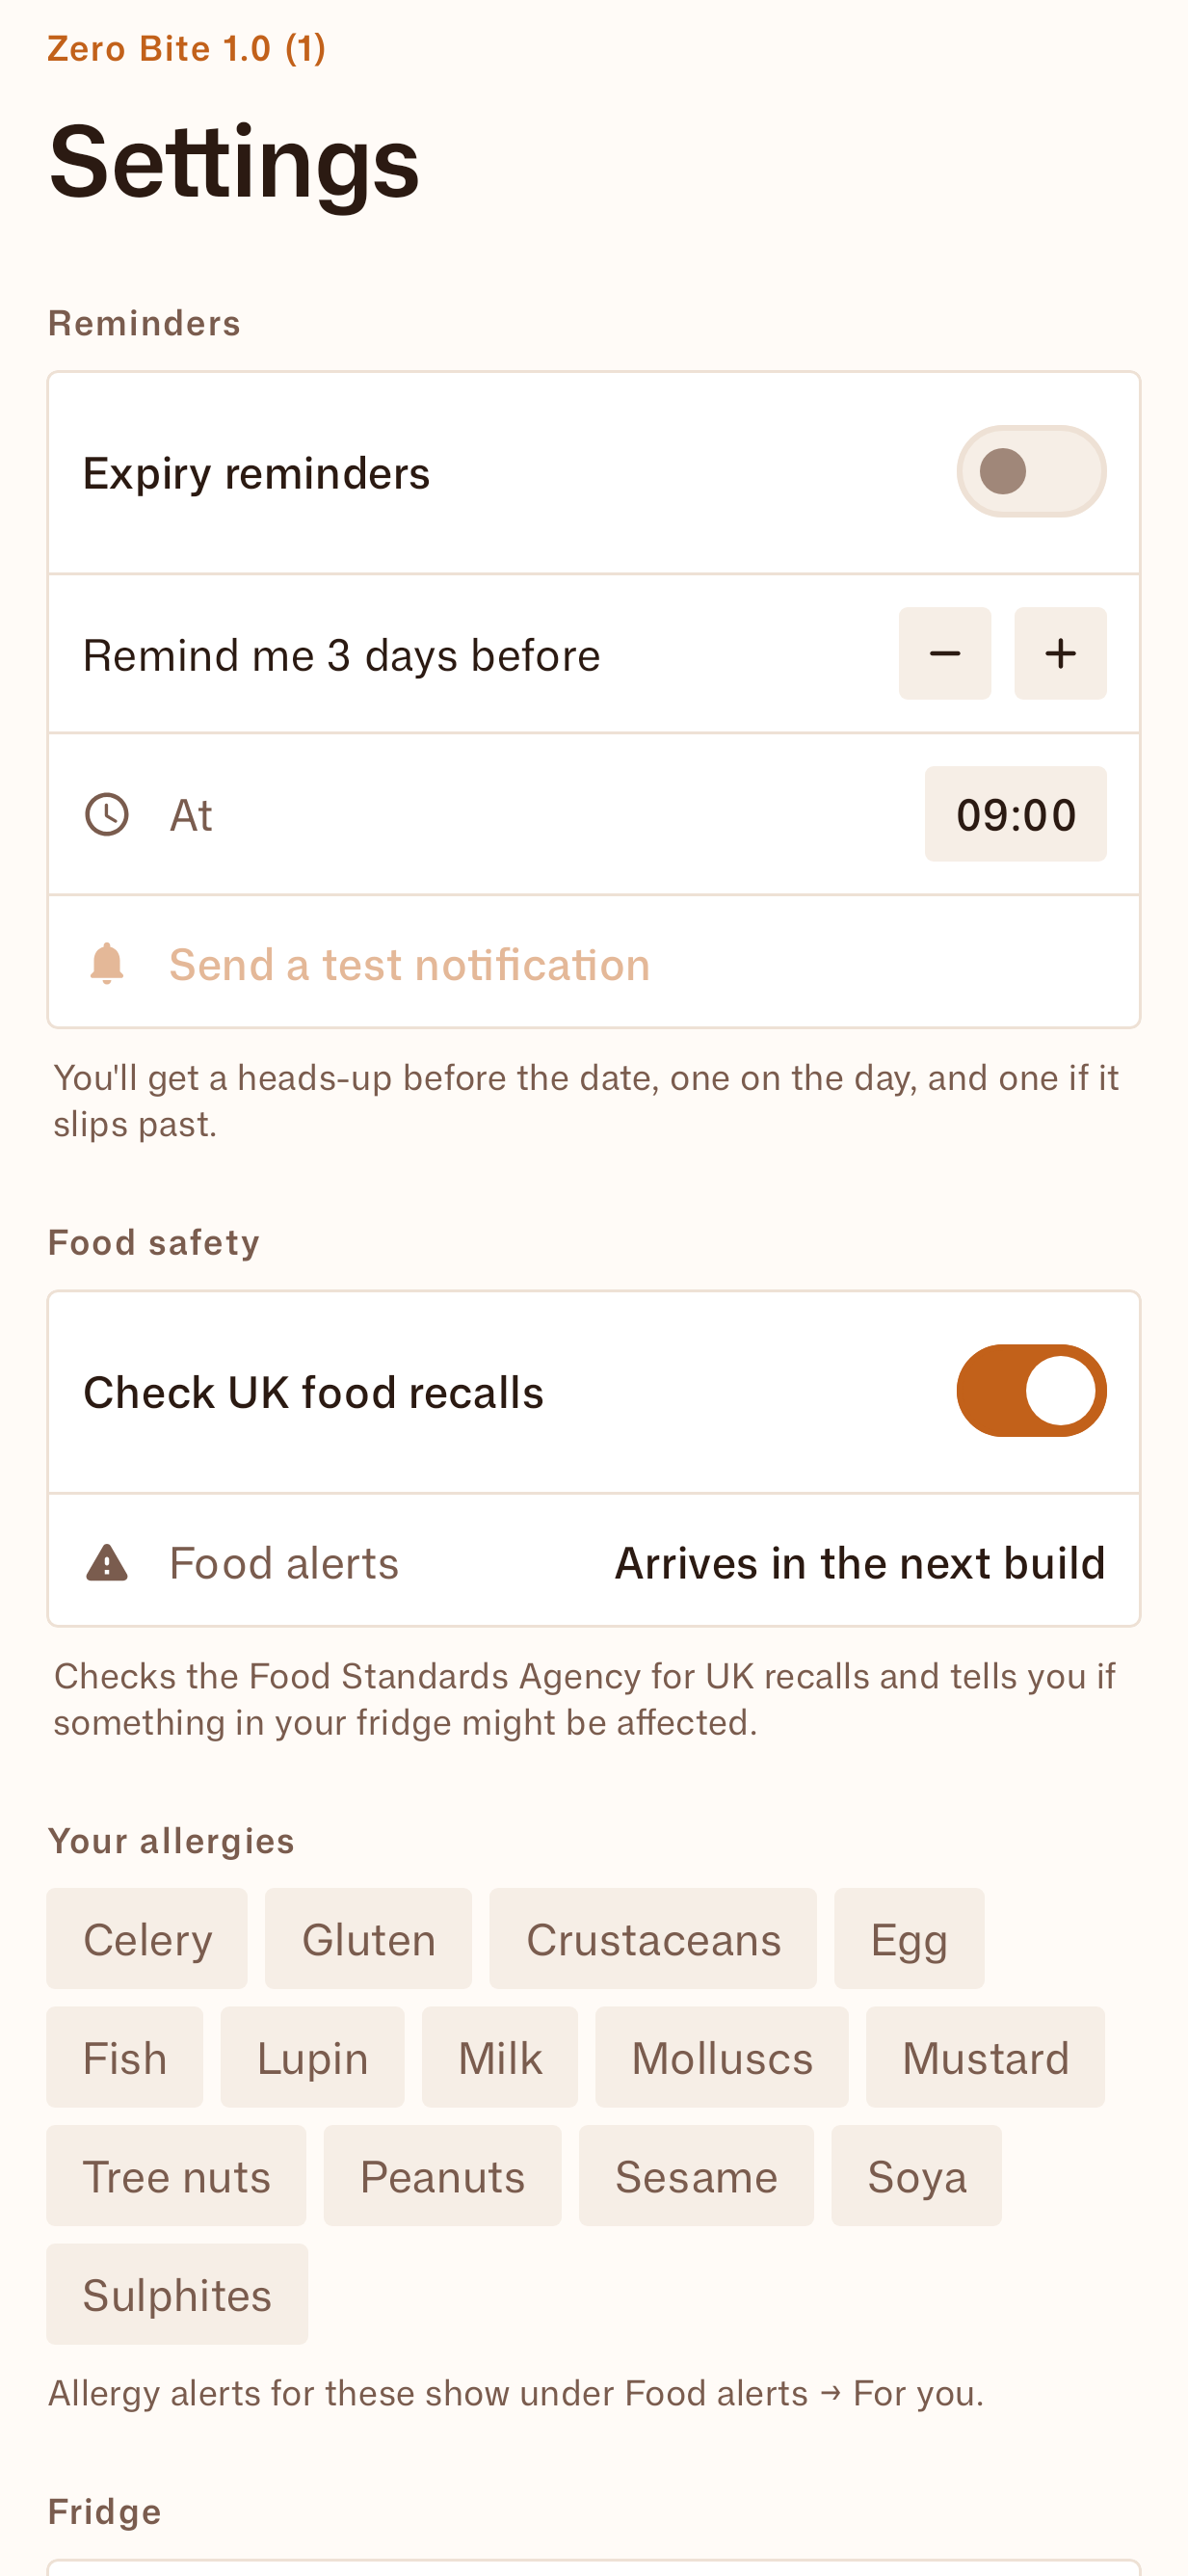 Zero Bite 1.0 (1)
Settings
Reminders
Expiry reminders
Remind me 3 days before
At
09:00
Send a test notification
You'll get a heads-up before the date, one on the day, and one if it
slips past.
Food safety
Check UK food recalls
Food alerts
Arrives in the next build
Checks the Food Standards Agency for UK recalls and tells you if
something in your fridge might be affected.
Your allergies
Celery
Gluten
Crustaceans
Egg
Fish
Lupin
Milk
Molluscs
Mustard
Tree nuts
Peanuts
Sesame
Soya
Sulphites
Allergy alerts for these show under Food alerts → For you.
Fridge